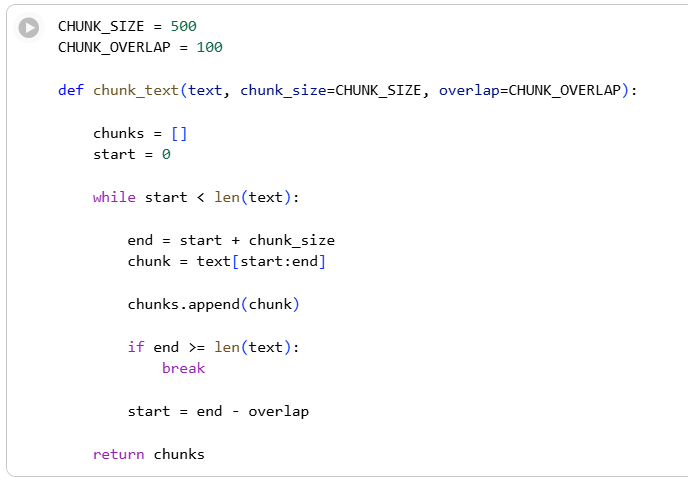 CHUNK_SIZE = 500
CHUNK_OVERLAP = 100
def chunk_text(text, chunk_size=CHUNK_SIZE, overlap=CHUNK_OVERLAP):
chunks = []
start = 0
while start < len(text):
end = start + chunk_size
chunk = text[start:end]
chunks.append(chunk)
if end >= len(text):
break
start = end - overlap
return chunks